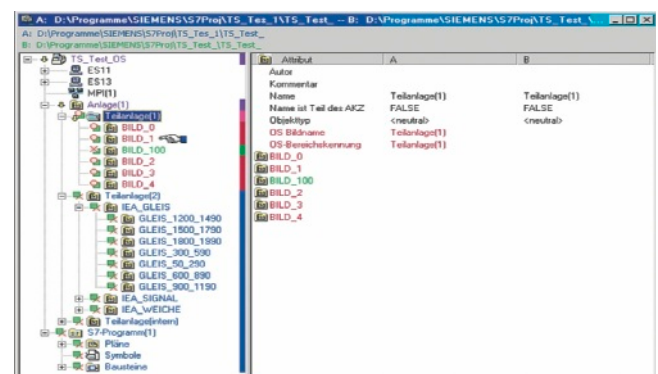 A: D:\Programme\SIEMENS\S7Proj\TS_Tes_1\TS_Test_ -- B: D:\Programme\SIEMENS\S7Proj\TS_Test_\...
A: D:\Programme\SIEMENS\S7Proj\TS_Tes_1\TS_Test_
B: D:\Programme\SIEMENS\S7Proj\TS_Test_\TS_Test_
TS_Test_OS
ES11
ES13
MPI(1)
Anlage(1)
Teilanlage(1)
BILD_0
BILD_1
BILD_100
BILD_2
BILD_3
BILD_4
Teilanlage(2)
IEA_GLEIS
GLEIS_1200_1490
GLEIS_1500_1790
GLEIS_1800_1990
GLEIS_300_590
GLEIS_50_290
GLEIS_600_890
GLEIS_900_1190
IEA_SIGNAL
IEA_WEICHE
Teilanlage(intern)
S7-Programm(1)
Pläne
Symbole
Bausteine
Attribut A B
Autor
Kommentar
Name Teilanlage(1) Teilanlage(1)
Name ist Teil des AKZ FALSE FALSE
Objekttyp <neutral> <neutral>
OS Bildname Teilanlage(1)
OS-Bereichskennung Teilanlage(1)
BILD_0
BILD_1
BILD_100
BILD_2
BILD_3
BILD_4